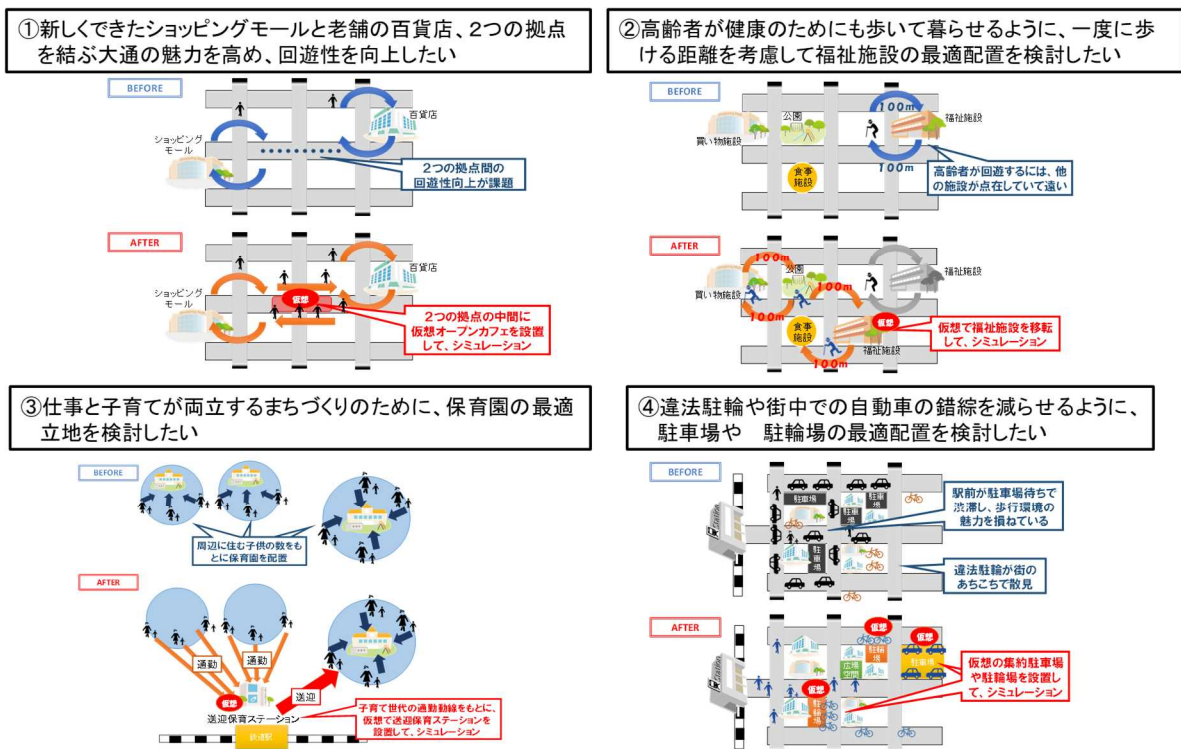 ①新しくできたショッピングモールと老舗の百貨店、2つの拠点
を結ぶ大通の魅力を高め、回遊性を向上したい
BEFORE
百貨店
ショッピング
モール
2つの拠点間の
回遊性向上が課題
AFTER
百貨店
ショッピング
モール
仮想
2つの拠点の中間に
仮想オープンカフェを設置
して、シミュレーション
②高齢者が健康のためにも歩いて暮らせるように、一度に歩
ける距離を考慮して福祉施設の最適配置を検討したい
BEFORE
公園
100m
福祉施設
買い物施設
100m
食事
施設
高齢者が回遊するには、他
の施設が点在していて遠い
AFTER
100m
公園
福祉施設
買い物施設
100m
100m
仮想
食事
施設
福祉施設
100m
仮想で福祉施設を移転
して、シミュレーション
③仕事と子育てが両立するまちづくりのために、保育園の最適
立地を検討したい
BEFORE
周辺に住む子供の数をも
とに保育園を配置
AFTER
通勤
通勤
仮想
送迎
送迎保育ステーション
鉄道駅
子育て世代の通勤動線をもとに、
仮想で送迎保育ステーションを
設置して、シミュレーション
④違法駐輪や街中での自動車の錯綜を減らせるように、
駐車場や 駐輪場の最適配置を検討したい
BEFORE
Station
駐車場
駐車
場
駐車
場
駅前が駐車場待ちで
渋滞し、歩行環境の
魅力を損ねている
違法駐輪が街の
あちこちで散見
AFTER
Station
仮想
仮想
駐輪
場
広場
空間
駐車場
仮想
駐輪
場
仮想の集約駐車場
や駐輪場を設置し
て、シミュレーション